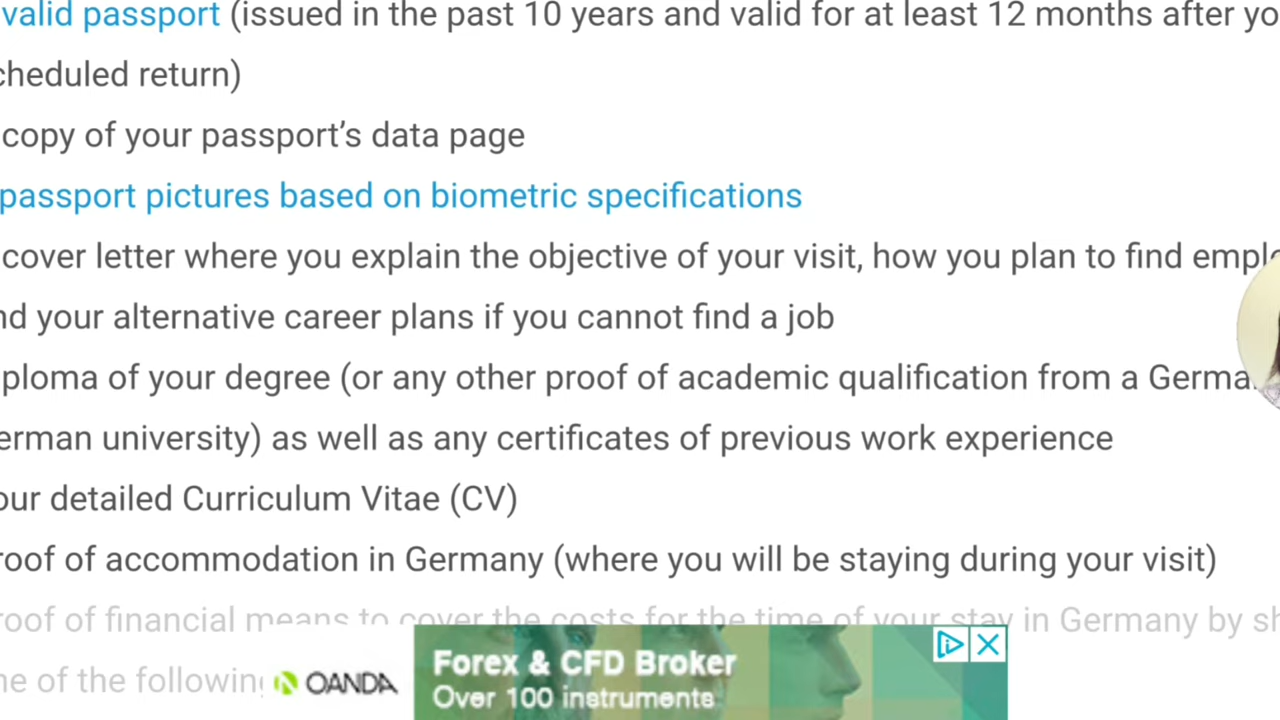 valid passport (issued in the past 10 years and valid for at least 12 months after yo
cheduled return)
copy of your passport’s data page
passport pictures based on biometric specifications
cover letter where you explain the objective of your visit, how you plan to find emplo
nd your alternative career plans if you cannot find a job
ploma of your degree (or any other proof of academic qualification from a Germa
erman university) as well as any certificates of previous work experience
our detailed Curriculum Vitae (CV)
roof of accommodation in Germany (where you will be staying during your visit)
roof of financial means to cover the costs for the time of your stay in Germany by sh
ne of the following
OANDA
Forex & CFD Broker
Over 100 instruments